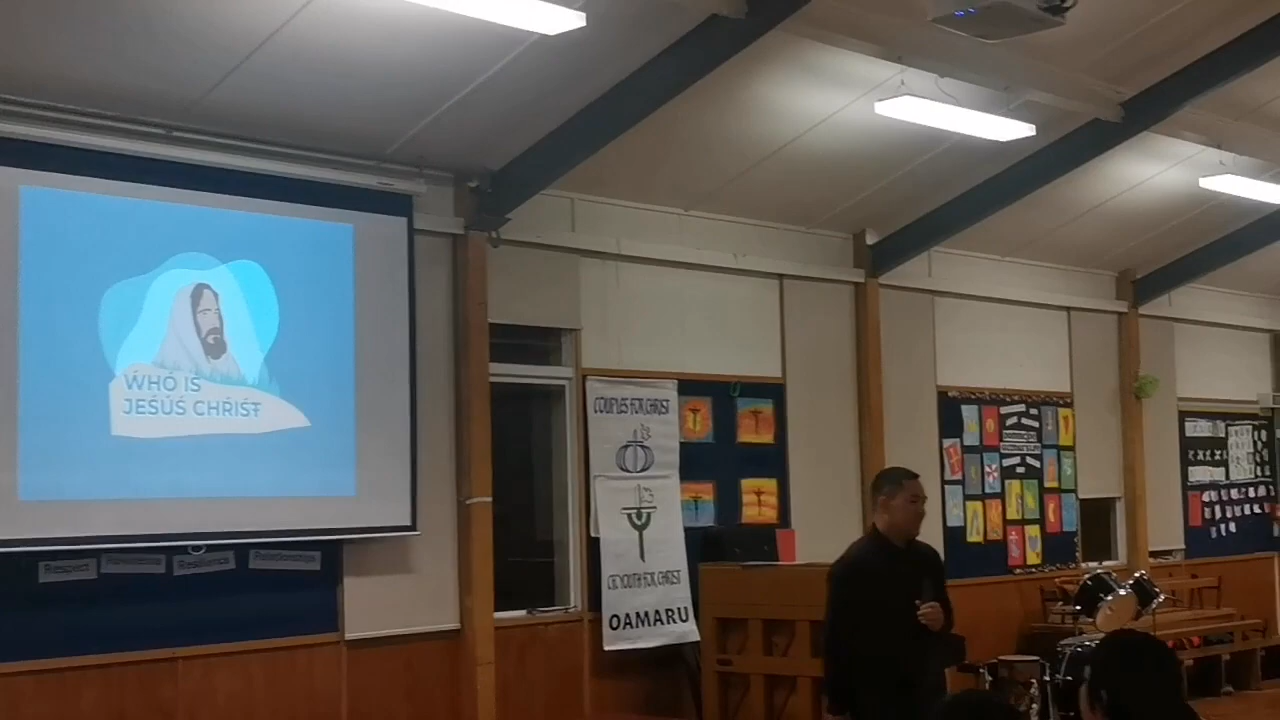 WHO IS
JESUS CHRIST
COUPLES FOR CHRIST
CFC YOUTH FOR CHRIST
OAMARU
Respect
Resilience
Relationships